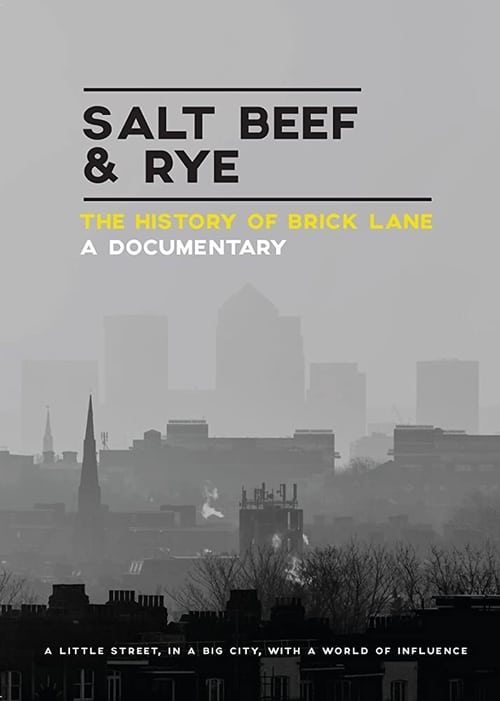 SALT BEEF
& RYE
THE HISTORY OF BRICK LANE
A DOCUMENTARY
A LITTLE STREET, IN A BIG CITY, WITH A WORLD OF INFLUENCE